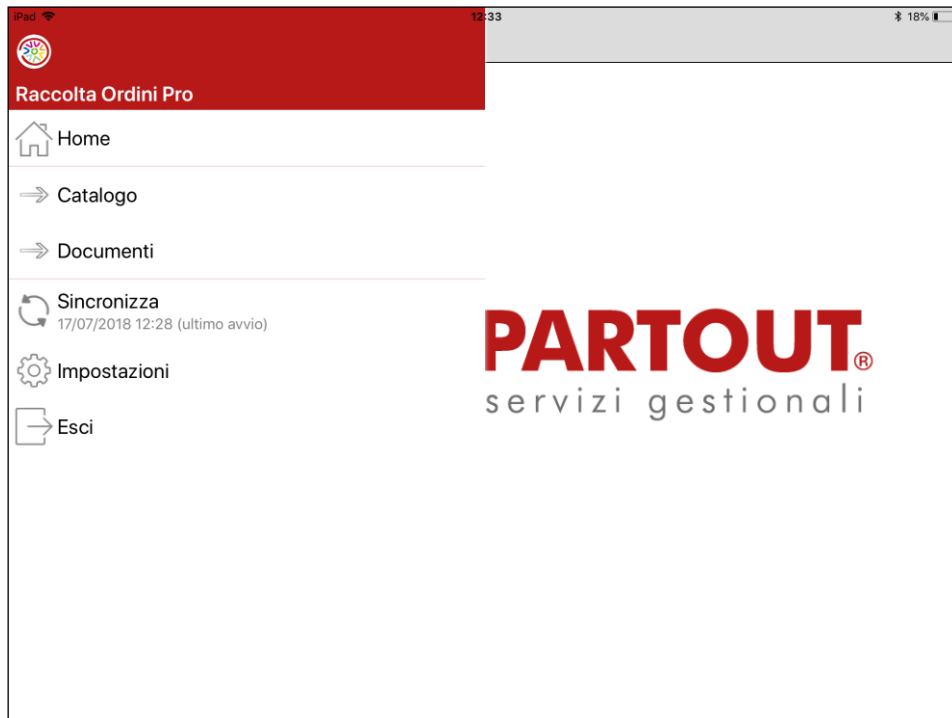 iPad 12:33 18%
Raccolta Ordini Pro
Home
Catalogo
Documenti
Sincronizza
17/07/2018 12:28 (ultimo avvio)
Impostazioni
Esci
PARTOUT®
servizi gestionali